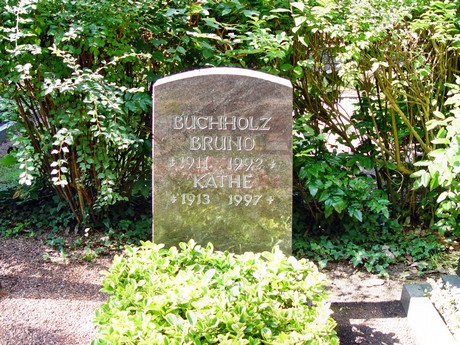 BUCHHOLZ
BRUNO
* 1911 1992 +
KÄTHE
* 1913 1997 +